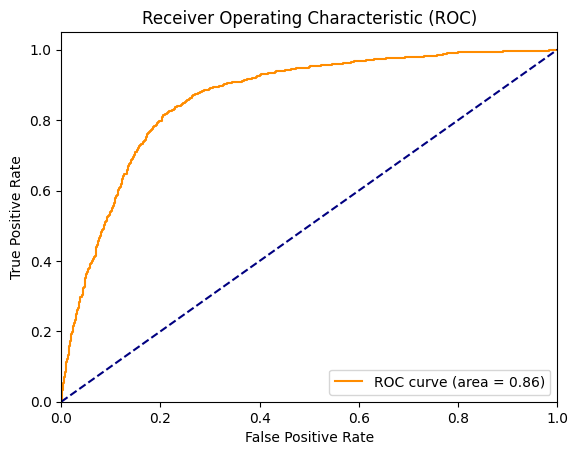 Receiver Operating Characteristic (ROC)
True Positive Rate
1.0
0.8
0.6
0.4
0.2
0.0
ROC curve (area = 0.86)
0.0 0.2 0.4 0.6 0.8 1.0
False Positive Rate